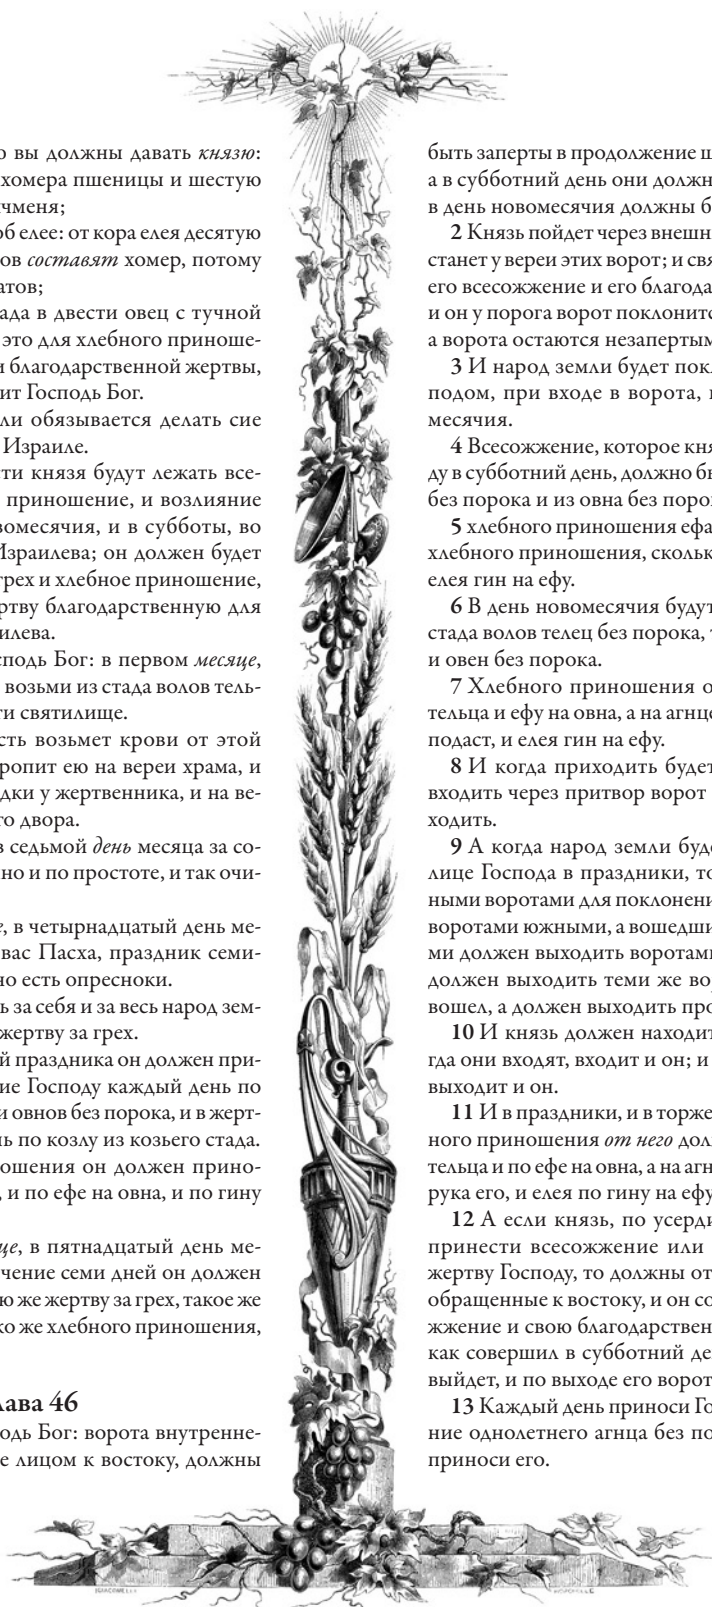 о вы должны давать князю:
хомера пшеницы и шестую
чменя;
об елее: от кора елея десятую
ов составят хомер, потому
атов;
ада в двести овец с тучной
это для хлебного приноше-
и благодарственной жертвы,
ит Господь Бог.
ли обязывается делать сие
Израиле.
сти князя будут лежать все-
приношение, и возлияние
вомесячия, и в субботы, во
Израилева; он должен будет
грех и хлебное приношение,
ртву благодарственную для
илева.
сподь Бог: в первом месяце,
возьми из стада волов тель-
ти святилище.
сть возьмет крови от этой
ропит ею на вереи храма, и
дки у жертвенника, и на ве-
го двора.
в седьмой день месяца за со-
но и по простоте, и так очи-
е, в четырнадцатый день ме-
вас Пасха, праздник семи-
но есть опресноки.
ь за себя и за весь народ зем-
жертву за грех.
й праздника он должен при-
ие Господу каждый день по
и овнов без порока, и в жерт-
нь по козлу из козьего стада.
ошения он должен прино-
, и по ефе на овна, и по гину
це, в пятнадцатый день ме-
чение семи дней он должен
ю же жертву за грех, такое же
ко же хлебного приношения,
лава 46
одь Бог: ворота внутренне-
е лицом к востоку, должны
быть заперты в продолжение ш
а в субботний день они должн
в день новомесячия должны б
2 Князь пойдет через внешн
станет у вереи этих ворот; и свя
его всесожжение и его благода
и он у порога ворот поклонитс
а ворота остаются незапертым
3 И народ земли будет покл
подом, при входе в ворота,
месячия.
4 Всесожжение, которое кня
ду в субботний день, должно бы
без порока и из овна без порок
5 хлебного приношения ефа
хлебного приношения, скольк
елея гин на ефу.
6 В день новомесячия будут
стада волов телец без порока, т
и овен без порока.
7 Хлебного приношения о
тельца и ефу на овна, а на агнце
подаст, и елея гин на ефу.
8 И когда приходить будет
входить через притвор ворот
ходить.
9 А когда народ земли буде
лице Господа в праздники, то
ными воротами для поклонени
воротами южными, а вошедши
ми должен выходить воротами
должен выходить теми же вор
вошел, а должен выходить про
10 И князь должен находит
гда они входят, входит и он; и
выходит и он.
11 И в праздники, и в торже
ного приношения от него дол
тельца и по ефе на овна, а на агн
рука его, и елея по гину на ефу
12 А если князь, по усерди
принести всесожжение или
жертву Господу, то должны от
обращенные к востоку, и он со
жжение и свою благодарствен
как совершил в субботний де
выйдет, и по выходе его ворот
13 Каждый день приноси Го
ние однолетнего агнца без по
приноси его.